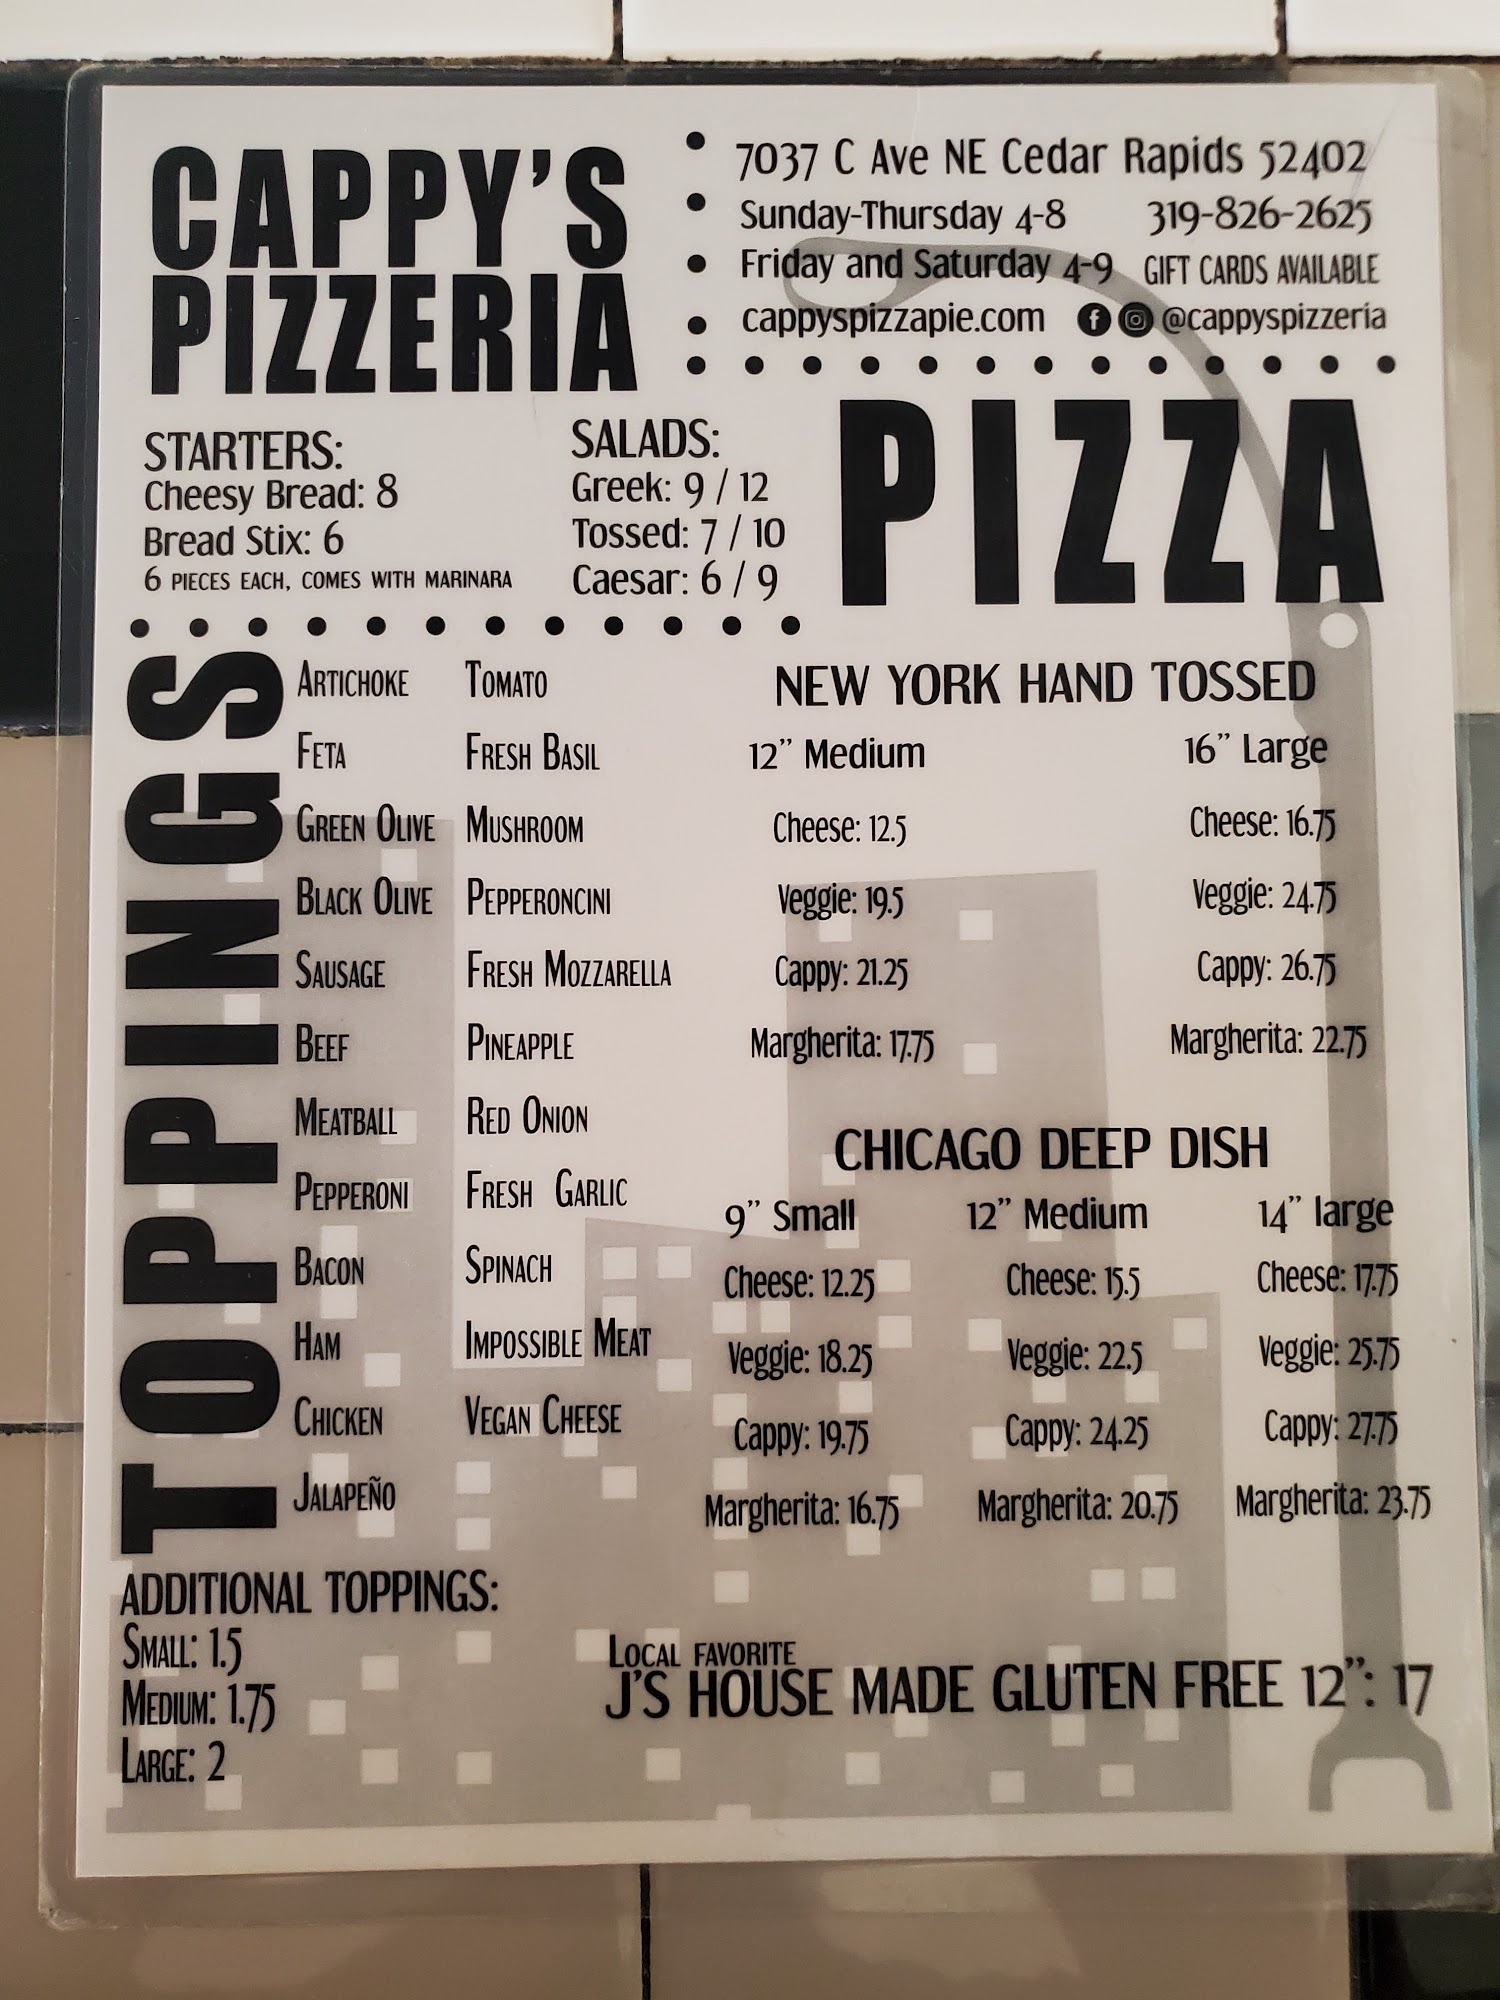 CAPPY'S
PIZZERIA
7037 C Ave NE Cedar Rapids 52402
Sunday-Thursday 4-8 319-826-2625
Friday and Saturday 4-9 GIFT CARDS AVAILABLE
cappyspizzapie.com @cappyspizzeria
STARTERS:
Cheesy Bread: 8
Bread Stix: 6
6 PIECES EACH, COMES WITH MARINARA
SALADS:
Greek: 9 / 12
Tossed: 7 / 10
Caesar: 6 / 9
PIZZA
TOPPINGS
ARTICHOKE
FETA
GREEN OLIVE
BLACK OLIVE
SAUSAGE
BEEF
MEATBALL
PEPPERONI
BACON
HAM
CHICKEN
JALAPEÑO
TOMATO
FRESH BASIL
MUSHROOM
PEPPERONCINI
FRESH MOZZARELLA
PINEAPPLE
RED ONION
FRESH GARLIC
SPINACH
IMPOSSIBLE MEAT
VEGAN CHEESE
ADDITIONAL TOPPINGS:
SMALL: 1.5
MEDIUM: 1.75
LARGE: 2
NEW YORK HAND TOSSED
12" Medium 16" Large
Cheese: 12.5 Cheese: 16.75
Veggie: 19.5 Veggie: 24.75
Cappy: 21.25 Cappy: 26.75
Margherita: 17.75 Margherita: 22.75
CHICAGO DEEP DISH
9" Small 12" Medium 14" large
Cheese: 12.25 Cheese: 15.5 Cheese: 17.75
Veggie: 18.25 Veggie: 22.5 Veggie: 25.75
Cappy: 19.75 Cappy: 24.25 Cappy: 27.75
Margherita: 16.75 Margherita: 20.75 Margherita: 23.75
LOCAL FAVORITE
J'S HOUSE MADE GLUTEN FREE 12": 17